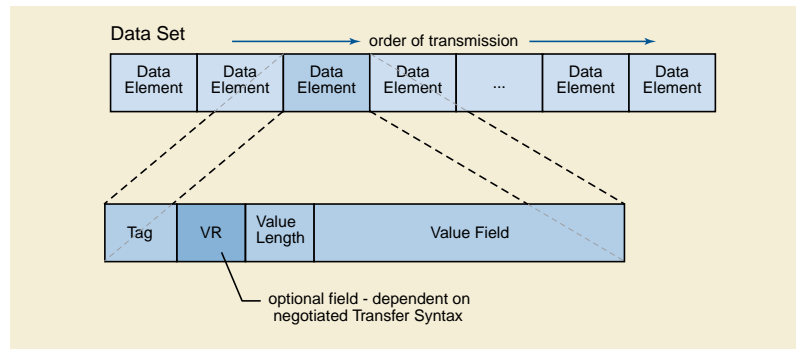 Data Set
order of transmission
Data Element
Data Element
Data Element
Data Element
...
Data Element
Data Element
Tag
VR
Value Length
Value Field
optional field - dependent on
negotiated Transfer Syntax